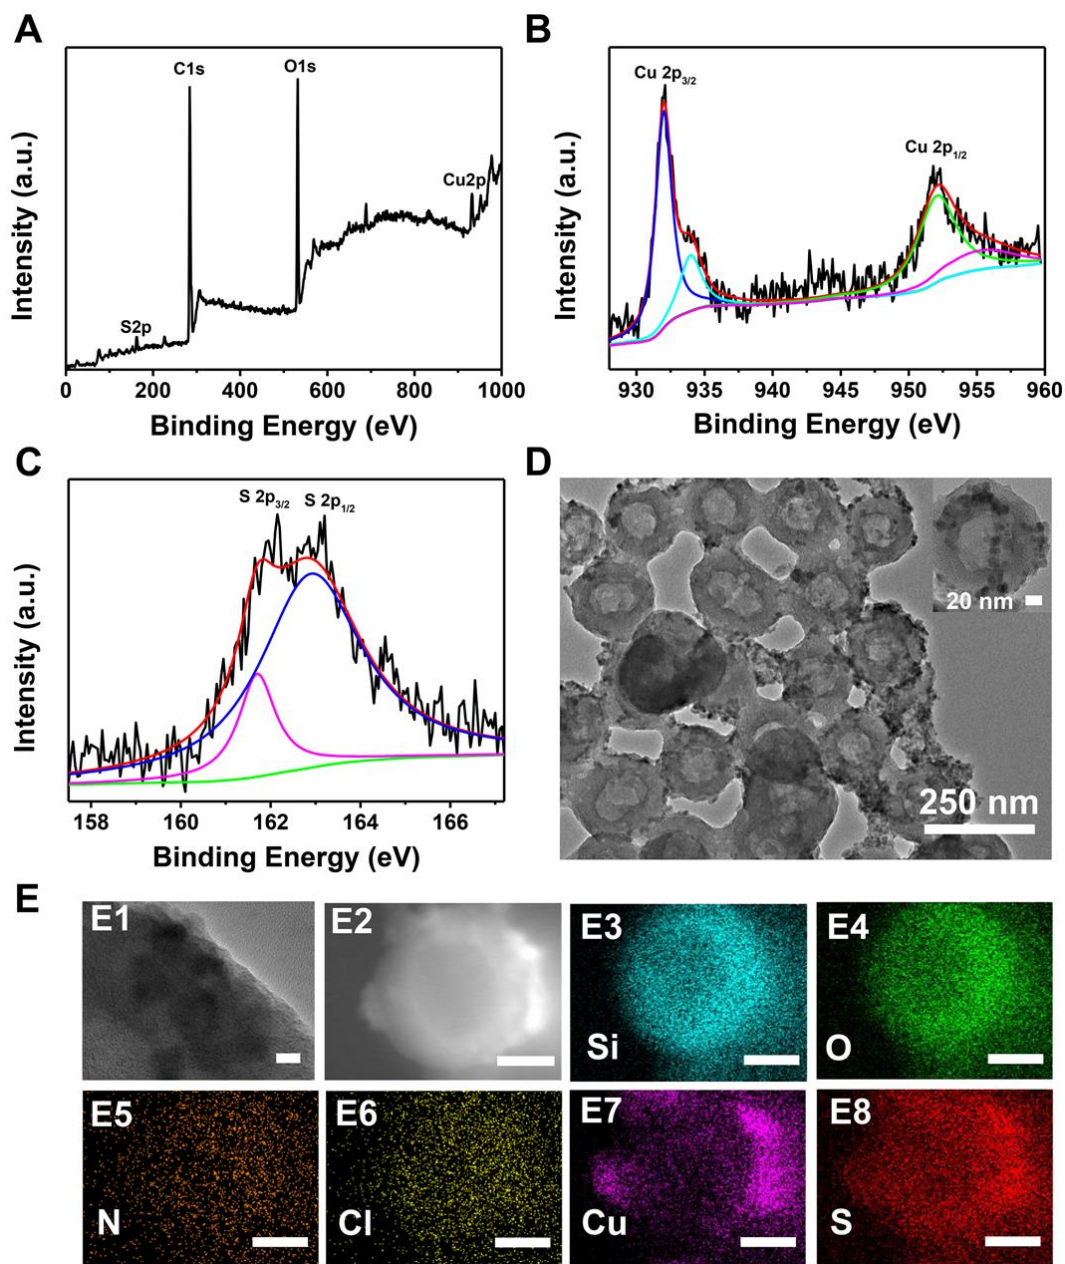 A
C1s
O1s
Cu2p
S2p
Intensity (a.u.)
0 200 400 600 800 1000
Binding Energy (eV)
B
Cu 2p3/2
Cu 2p1/2
Intensity (a.u.)
930 935 940 945 950 955 960
Binding Energy (eV)
C
S 2p3/2 S 2p1/2
Intensity (a.u.)
158 160 162 164 166
Binding Energy (eV)
D
20 nm
250 nm
E
E1
E2
E3
Si
E4
O
E5
N
E6
Cl
E7
Cu
E8
S